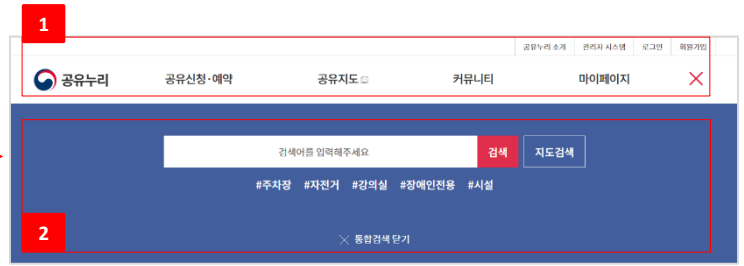 1
공유누리 소개 관리자 시스템 로그인 회원가입
공유누리 공유신청·예약 공유지도 커뮤니티 마이페이지
검색어를 입력해주세요 검색 지도검색
#주차장 #자전거 #강의실 #장애인전용 #시설
2
통합검색 닫기